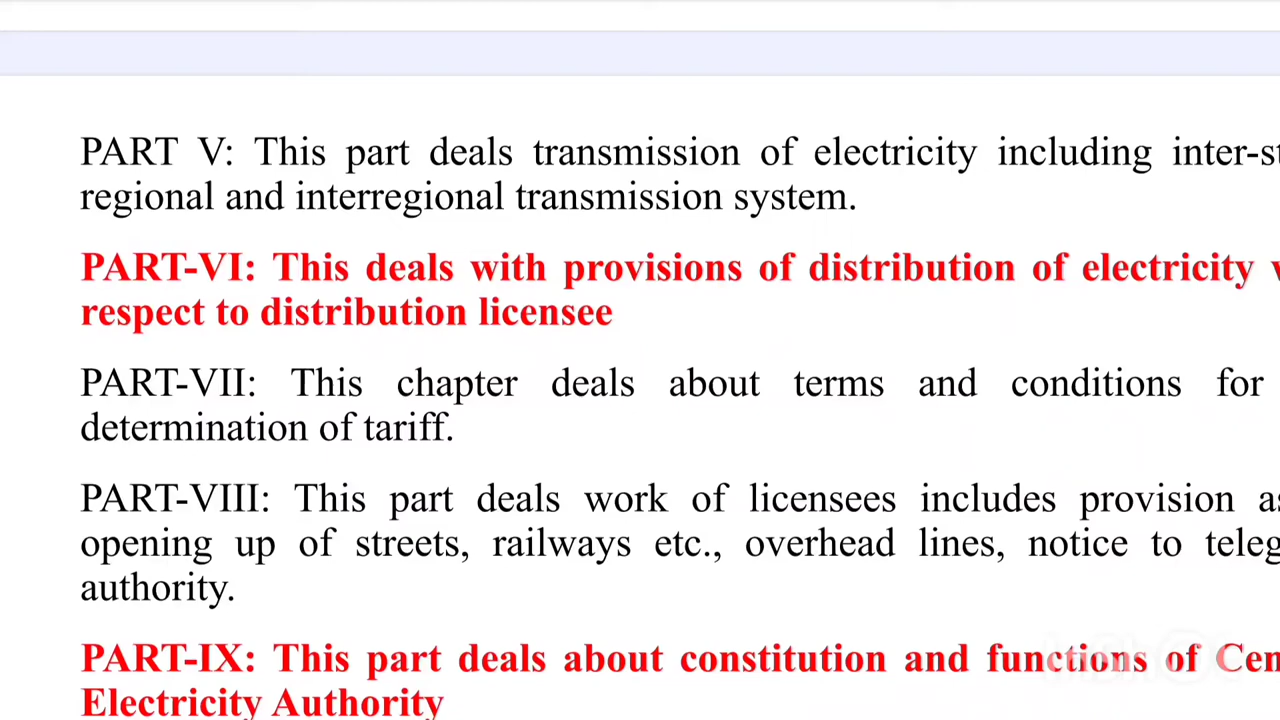 PART V: This part deals transmission of electricity including inter-st
regional and interregional transmission system.
PART-VI: This deals with provisions of distribution of electricity
respect to distribution licensee
PART-VII: This chapter deals about terms and conditions for
determination of tariff.
PART-VIII: This part deals work of licensees includes provision as
opening up of streets, railways etc., overhead lines, notice to teleg
authority.
PART-IX: This part deals about constitution and functions of Cen
Electricity Authority